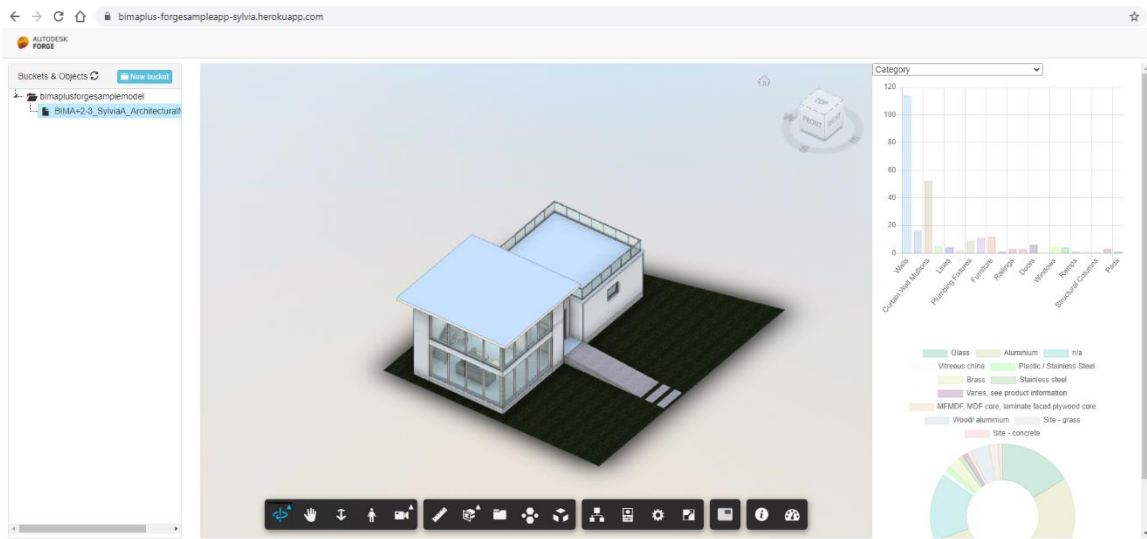 bimaplus-forgesampleapp-sylvia.herokuapp.com
AUTODESK
FORGE
Buckets & Objects
New bucket
bimaplusforgesamplemodel
BIMA+2-3_SylviaA_Architectural
TOP
FRONT
RIGHT
W
S
Category
120
100
80
60
40
20
0
Walls
Curtain Wall Mullions
Lines
Plumbing Fixtures
Furniture
Railings
Doors
Windows
Ramps
Structural Columns
Pads
Glass Aluminium n/a
Vitreous china Plastic / Stainless Steel
Brass Stainless steel
Varies, see product information
MFMDF, MDF core, laminate faced plywood core
Wood/ aluminium Site - grass
Site - concrete